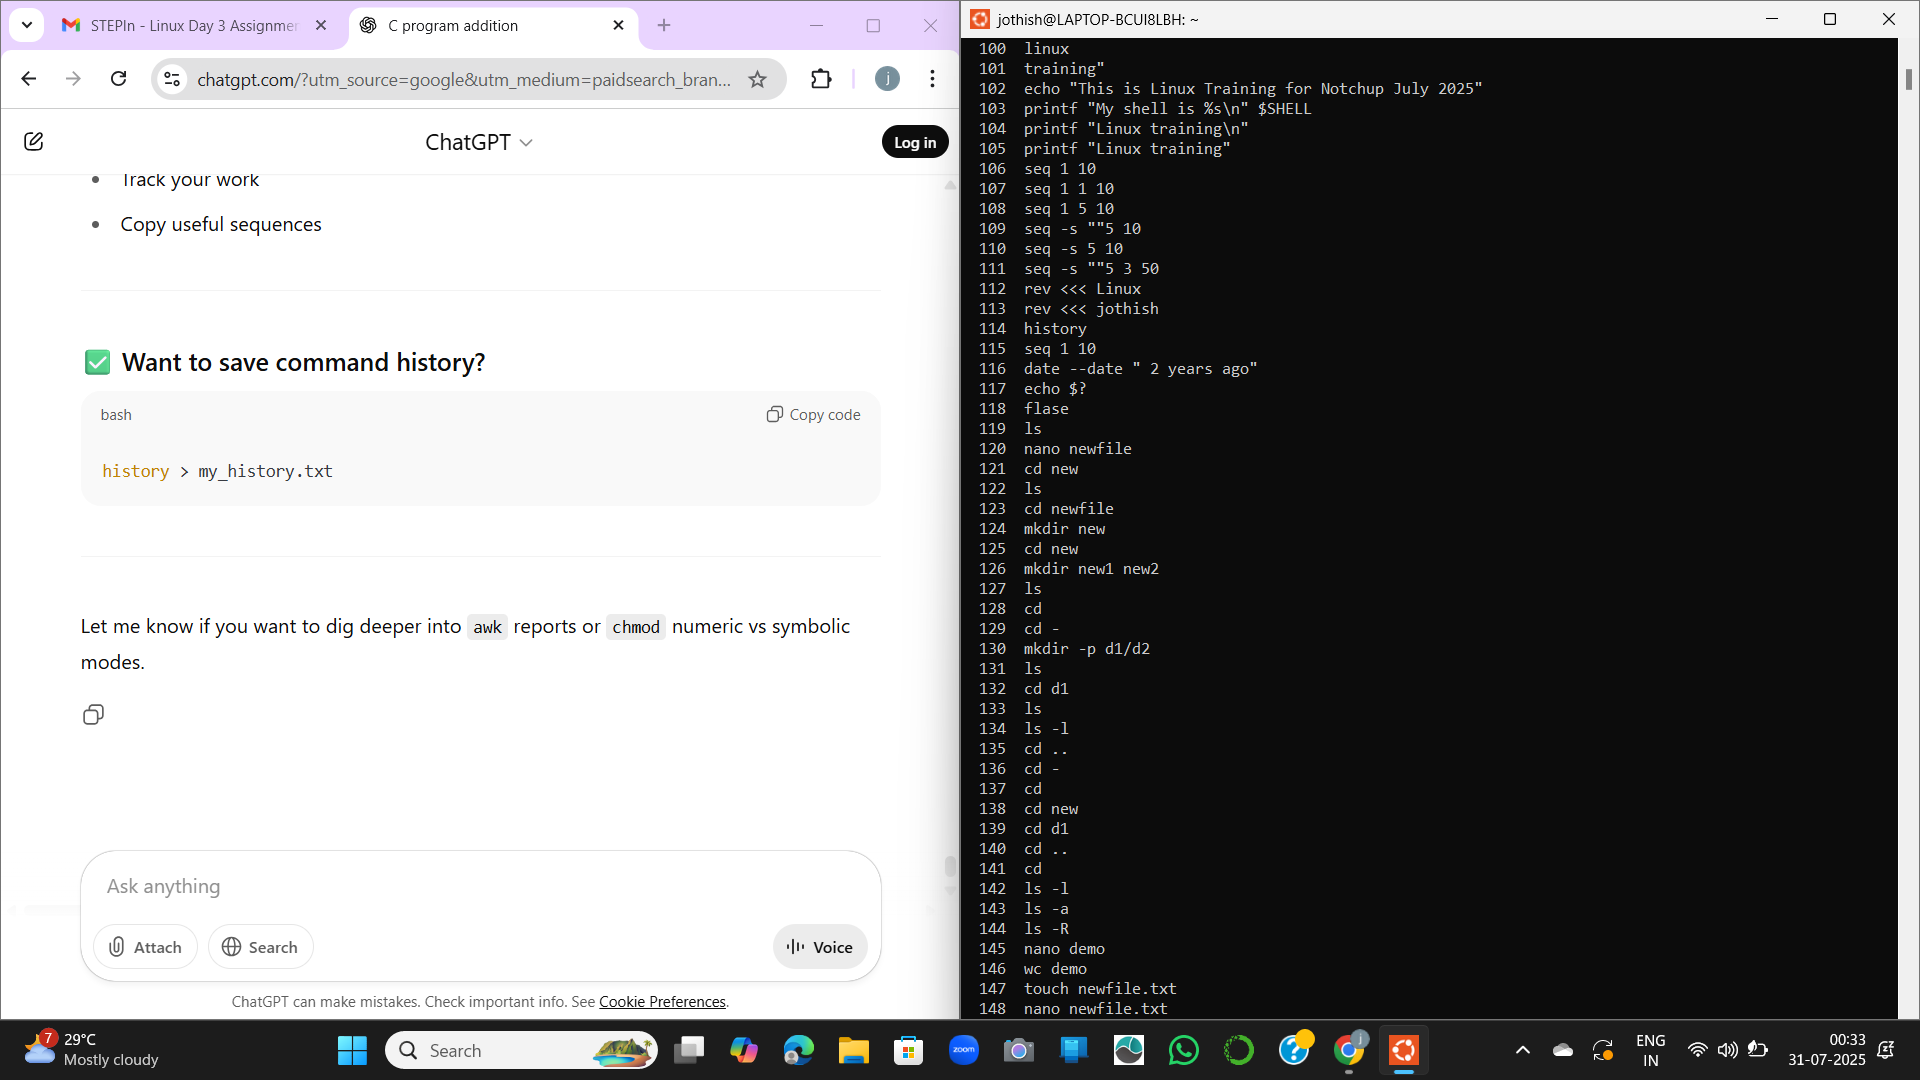 STEPIn - Linux Day 3 Assignmer
C program addition
chatgpt.com/?utm_source=google&utm_medium=paidsearch_bran...
j
ChatGPT
Log in
Track your work
Copy useful sequences
Want to save command history?
bash
Copy code
history > my_history.txt
Let me know if you want to dig deeper into awk reports or chmod numeric vs symbolic
modes.
Ask anything
Attach
Search
Voice
ChatGPT can make mistakes. Check important info. See Cookie Preferences.
jothish@LAPTOP-BCUI8LBH: ~
100 linux
101 training"
102 echo "This is Linux Training for Notchup July 2025"
103 printf "My shell is %s\n" $SHELL
104 printf "Linux training\n"
105 printf "Linux training"
106 seq 1 10
107 seq 1 1 10
108 seq 1 5 10
109 seq -s ""5 10
110 seq -s 5 10
111 seq -s ""5 3 50
112 rev <<< Linux
113 rev <<< jothish
114 history
115 seq 1 10
116 date --date " 2 years ago"
117 echo $?
118 flase
119 ls
120 nano newfile
121 cd new
122 ls
123 cd newfile
124 mkdir new
125 cd new
126 mkdir new1 new2
127 ls
128 cd
129 cd -
130 mkdir -p d1/d2
131 ls
132 cd d1
133 ls
134 ls -l
135 cd ..
136 cd -
137 cd
138 cd new
139 cd d1
140 cd ..
141 cd
142 ls -l
143 ls -a
144 ls -R
145 nano demo
146 wc demo
147 touch newfile.txt
148 nano newfile.txt
7
29°C
Mostly cloudy
Search
zoom
j
ENG
IN
00:33
31-07-2025